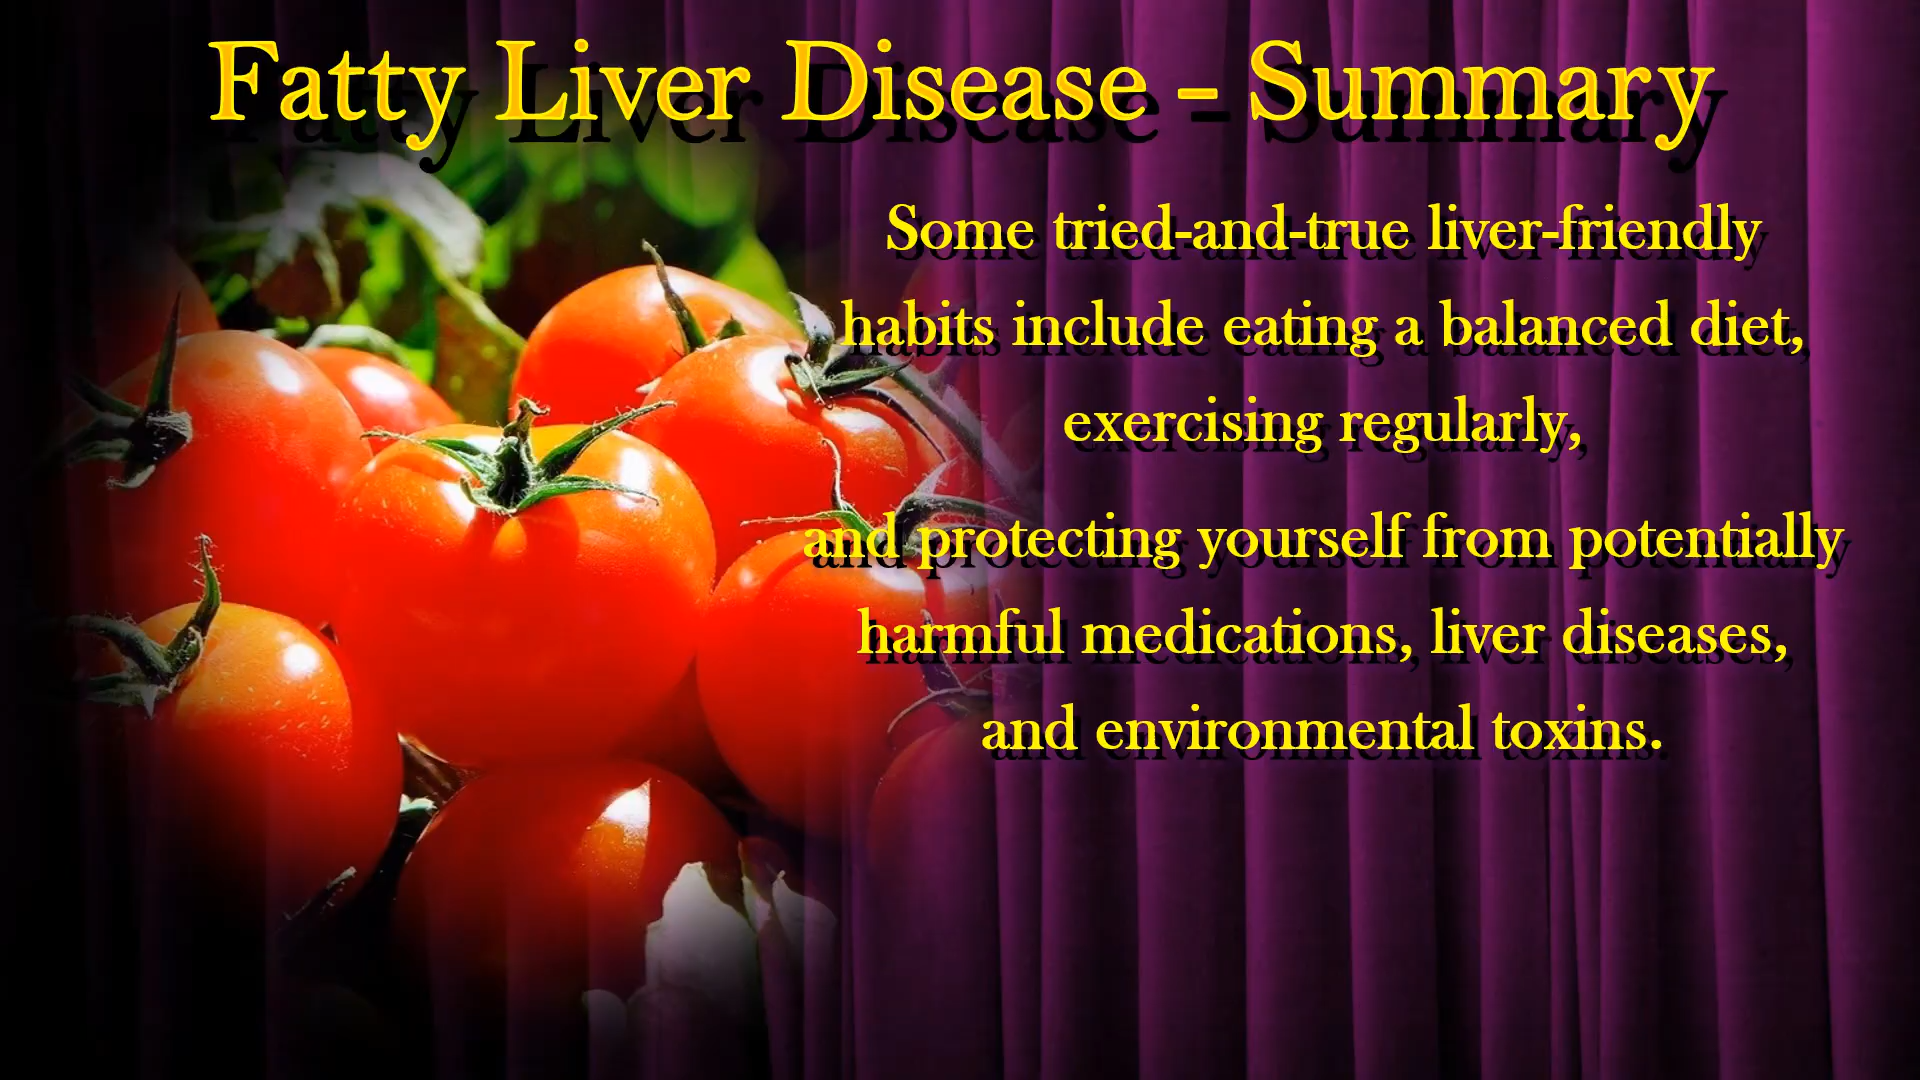 Fatty Liver Disease - Summary
Some tried-and-true liver-friendly
habits include eating a balanced diet,
exercising regularly,
and protecting yourself from potentially
harmful medications, liver diseases,
and environmental toxins.